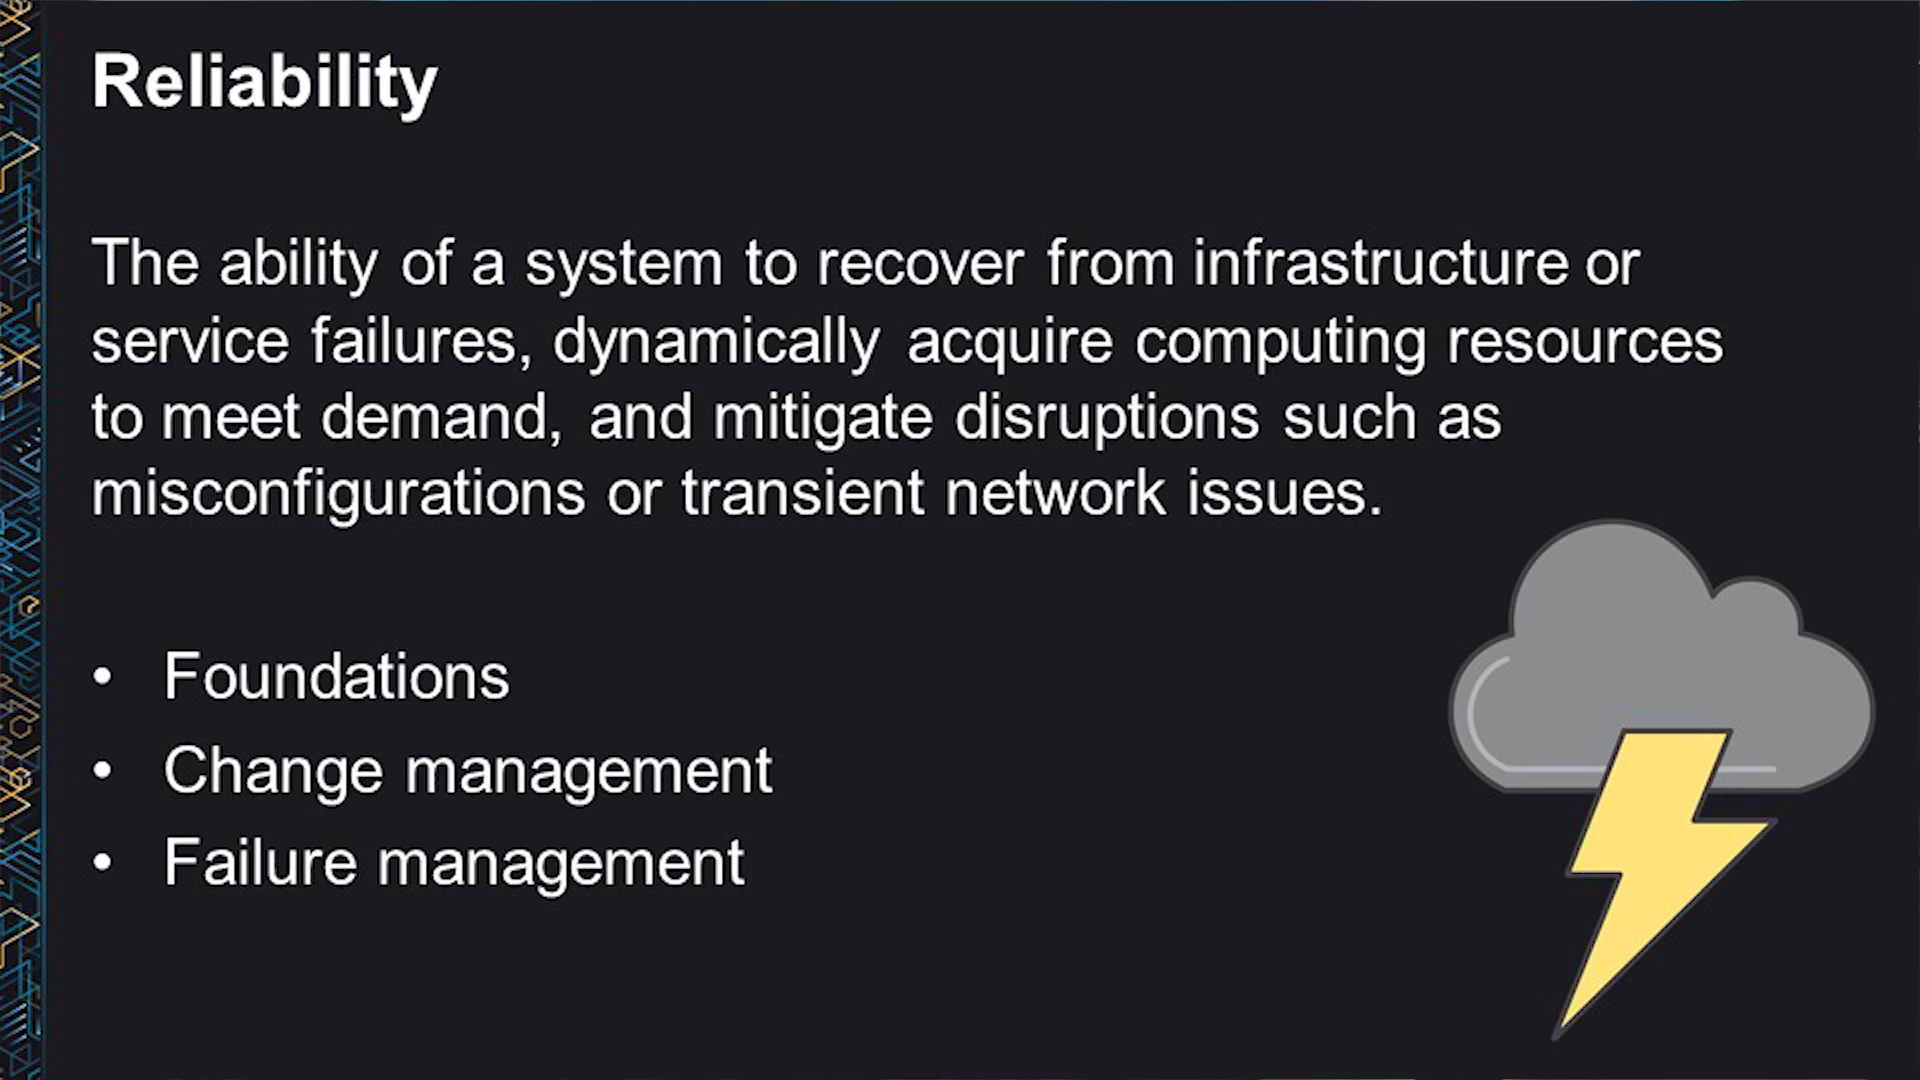 Reliability
The ability of a system to recover from infrastructure or
service failures, dynamically acquire computing resources
to meet demand, and mitigate disruptions such as
misconfigurations or transient network issues.
• Foundations
• Change management
• Failure management